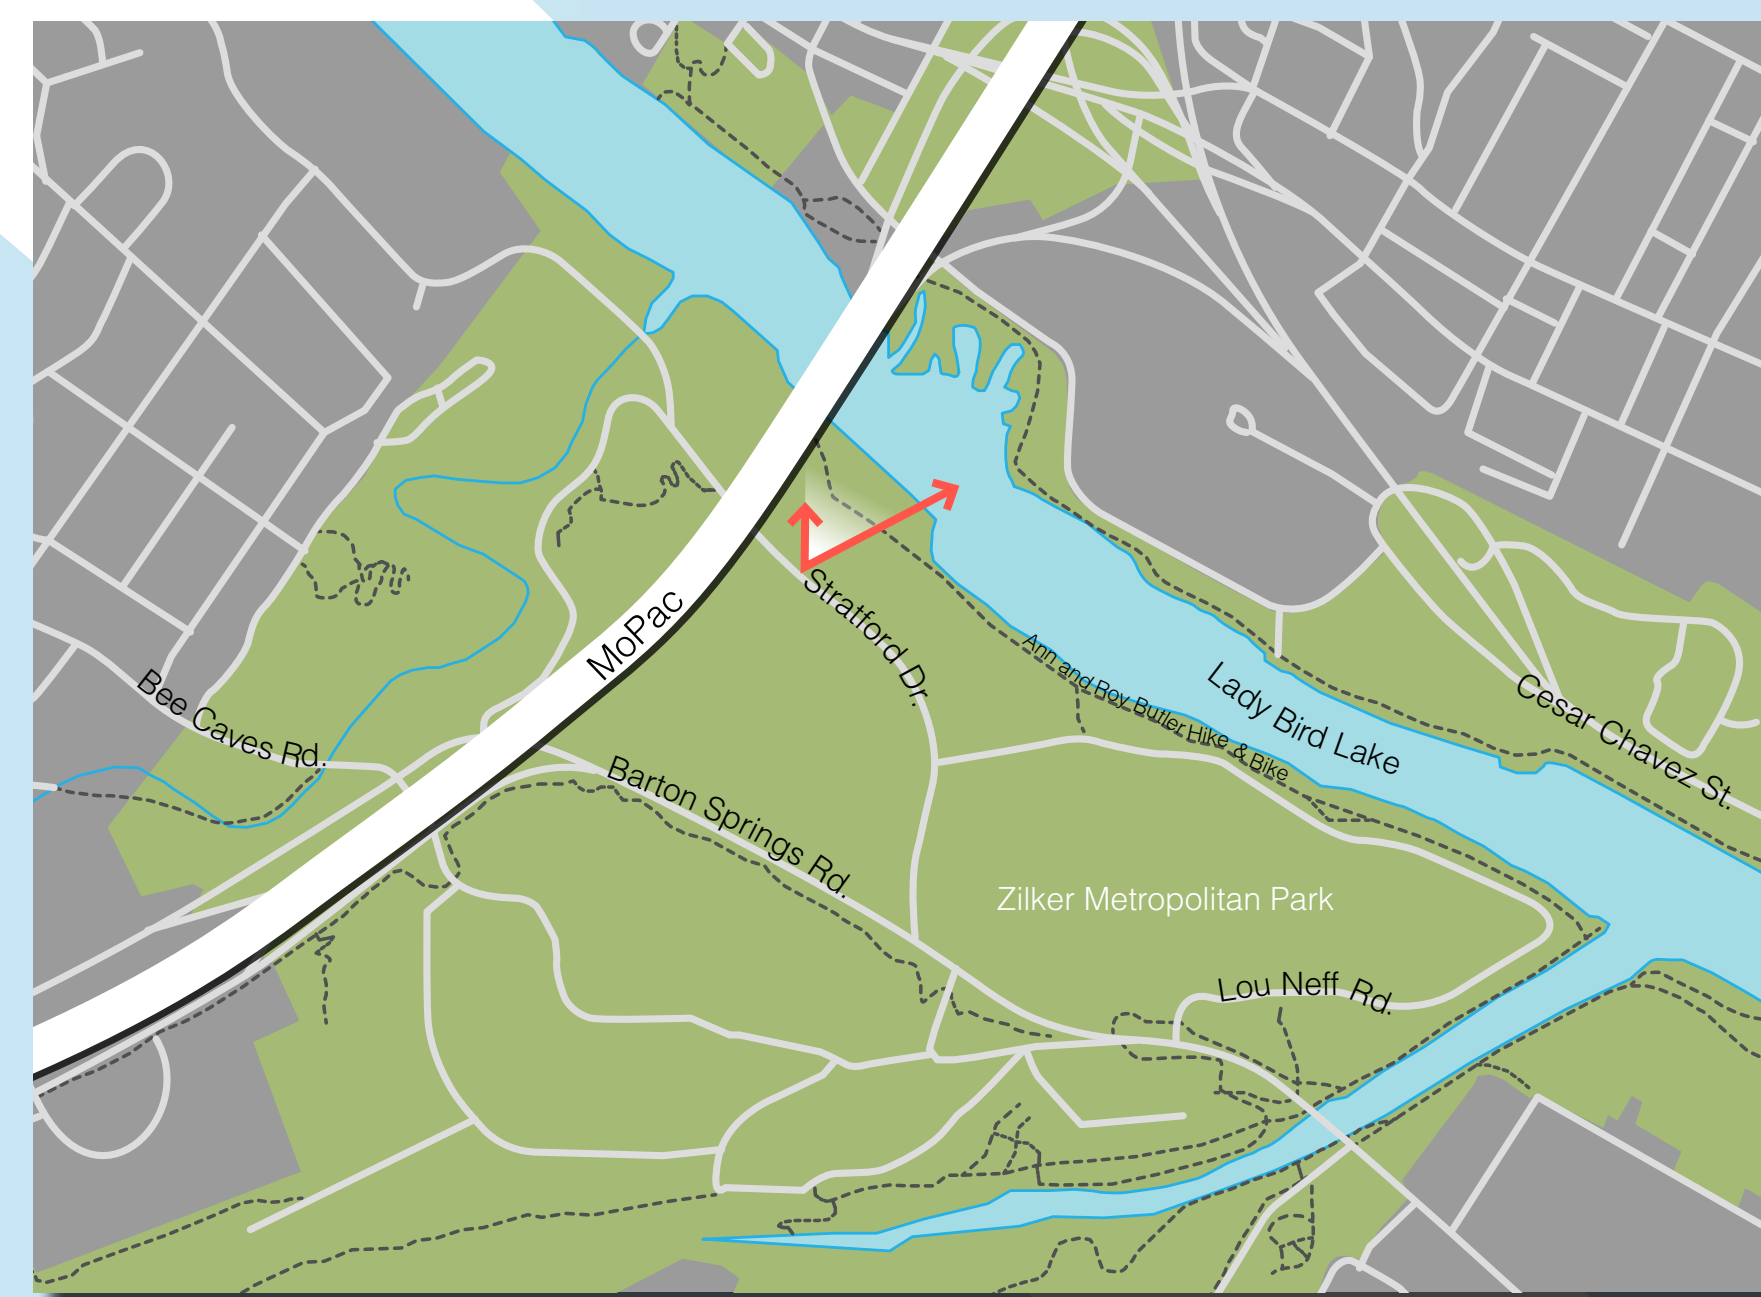 MoPac
Stratford Dr.
Ann and Roy Butler Hike & Bike
Lady Bird Lake
Cesar Chavez St.
Bee Caves Rd.
Barton Springs Rd.
Zilker Metropolitan Park
Lou Neff Rd.